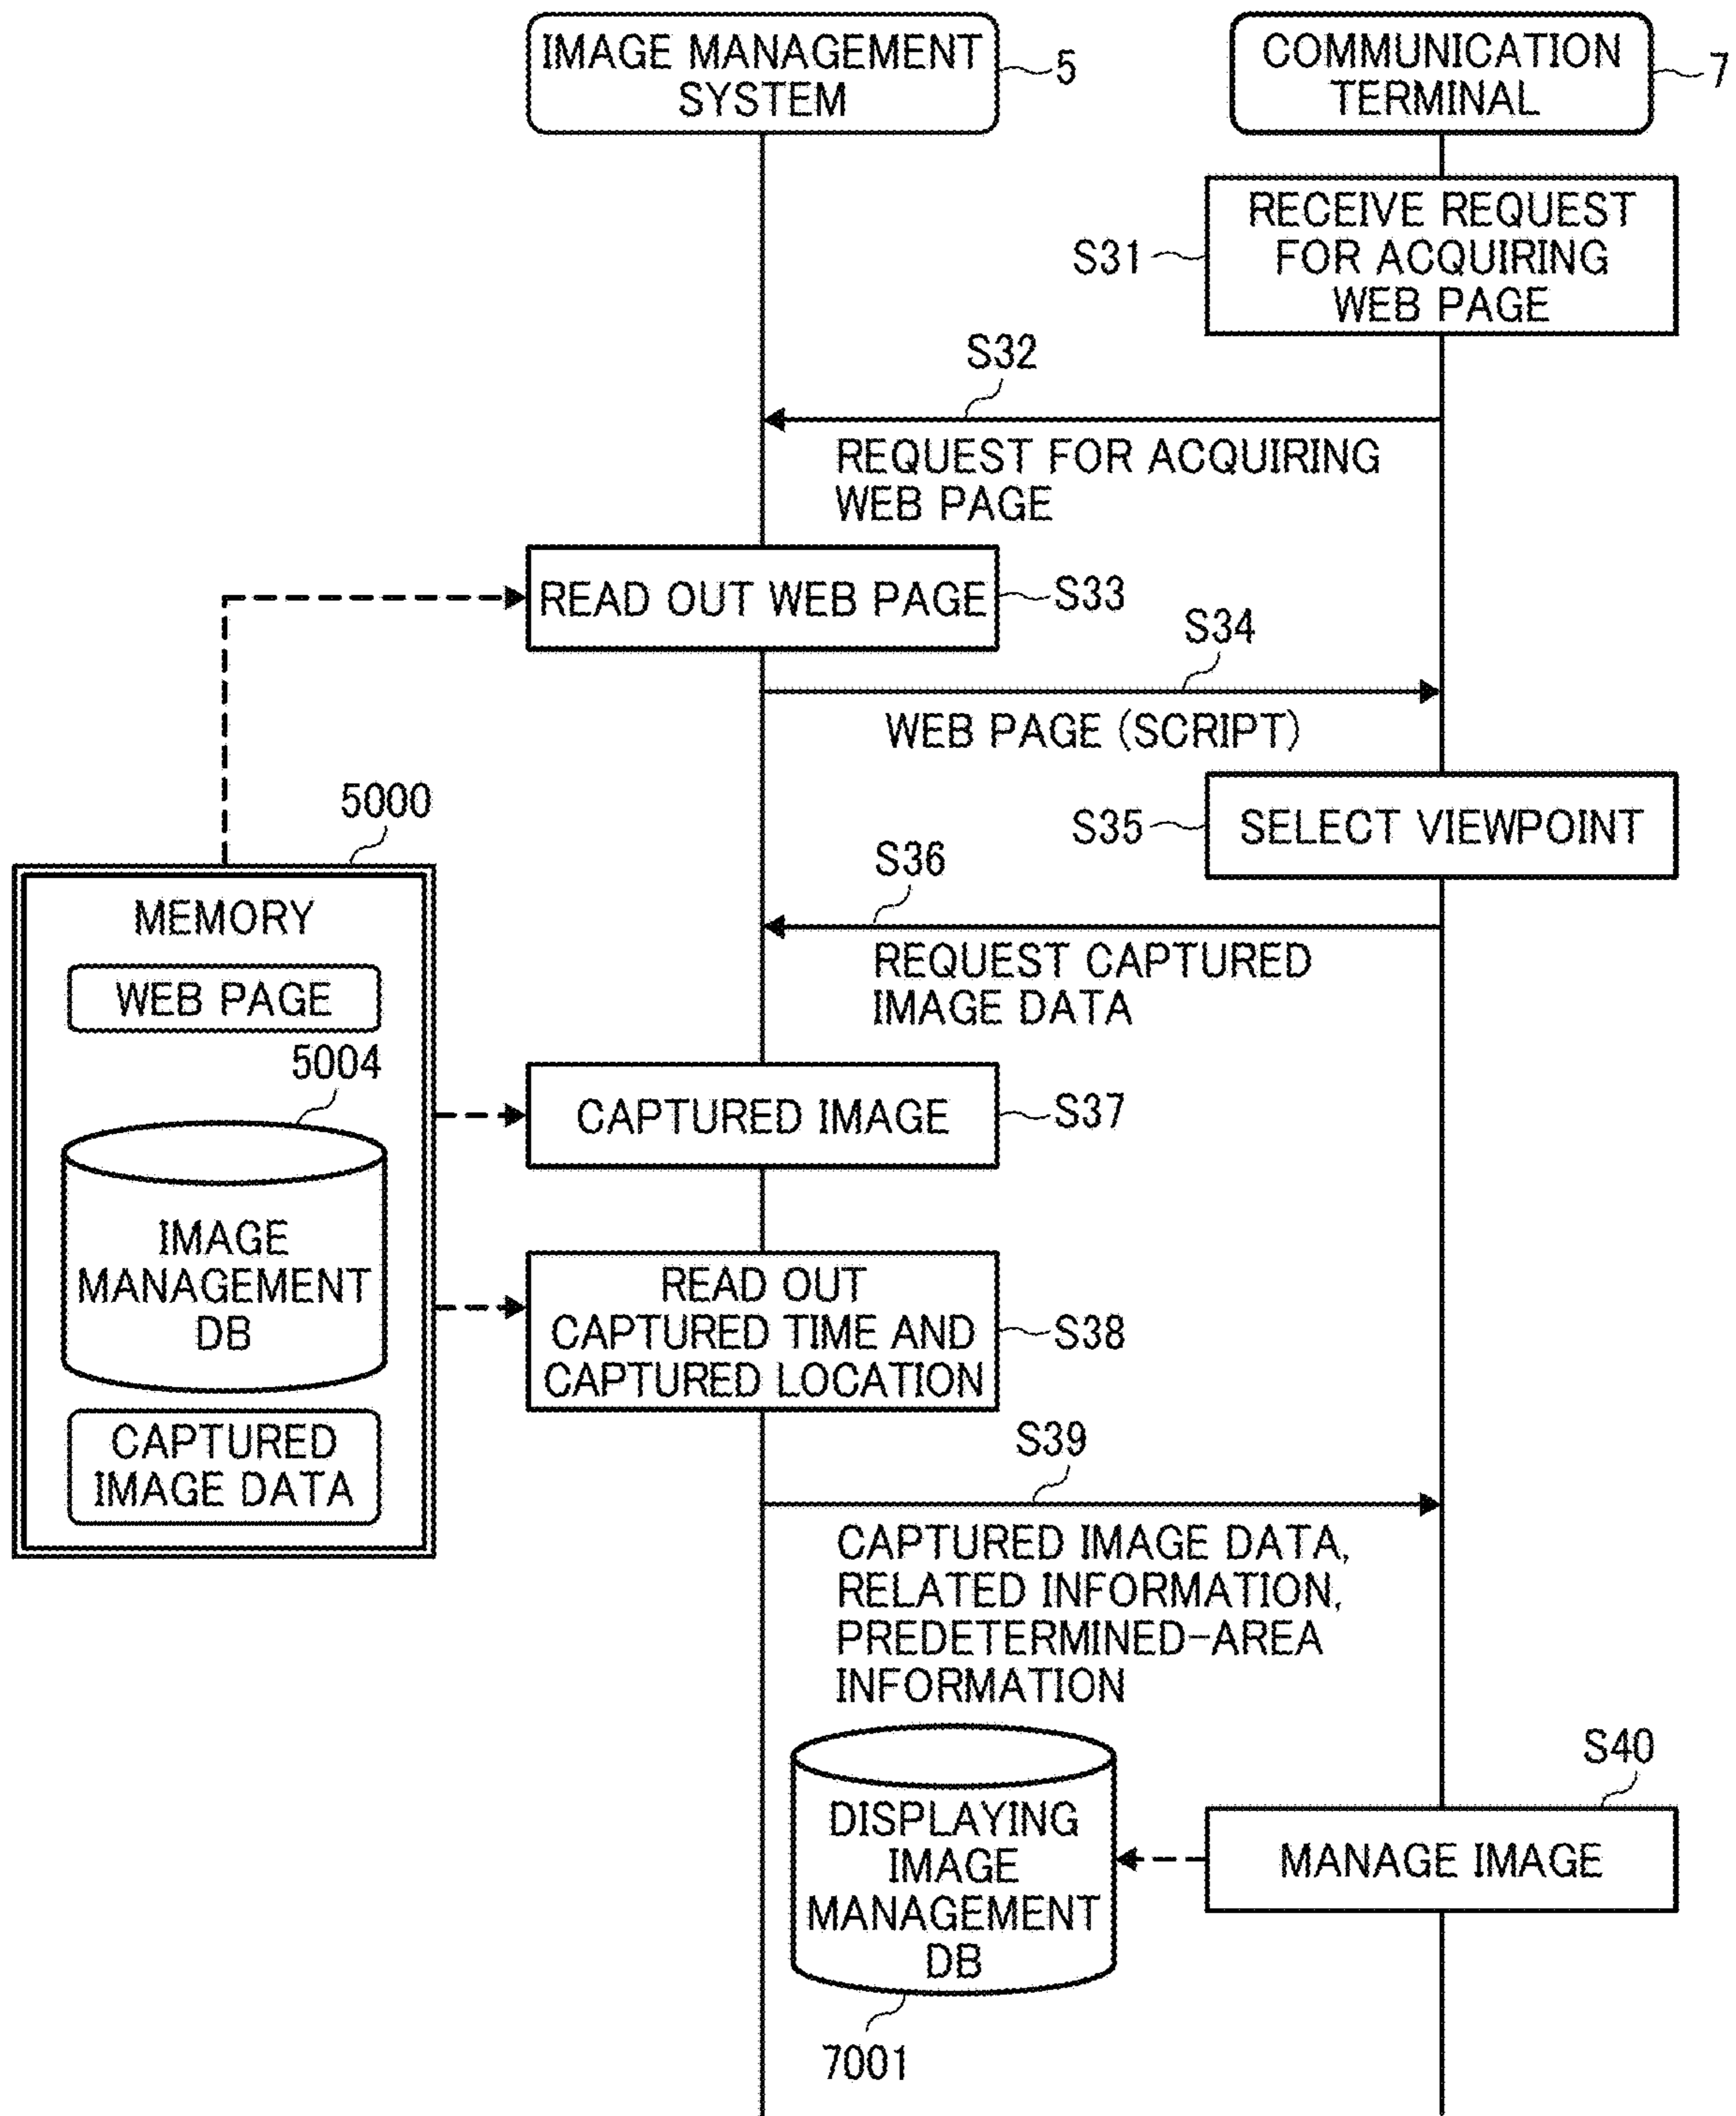 IMAGE MANAGEMENT
SYSTEM
5
COMMUNICATION
TERMINAL
7
RECEIVE REQUEST
FOR ACQUIRING
WEB PAGE
S31
S32
REQUEST FOR ACQUIRING
WEB PAGE
READ OUT WEB PAGE
S33
S34
WEB PAGE (SCRIPT)
S35
SELECT VIEWPOINT
S36
REQUEST CAPTURED
IMAGE DATA
5000
MEMORY
WEB PAGE
5004
IMAGE
MANAGEMENT
DB
CAPTURED
IMAGE DATA
CAPTURED IMAGE
S37
READ OUT
CAPTURED TIME AND
CAPTURED LOCATION
S38
S39
CAPTURED IMAGE DATA,
RELATED INFORMATION,
PREDETERMINED-AREA
INFORMATION
S40
MANAGE IMAGE
DISPLAYING
IMAGE
MANAGEMENT
DB
7001